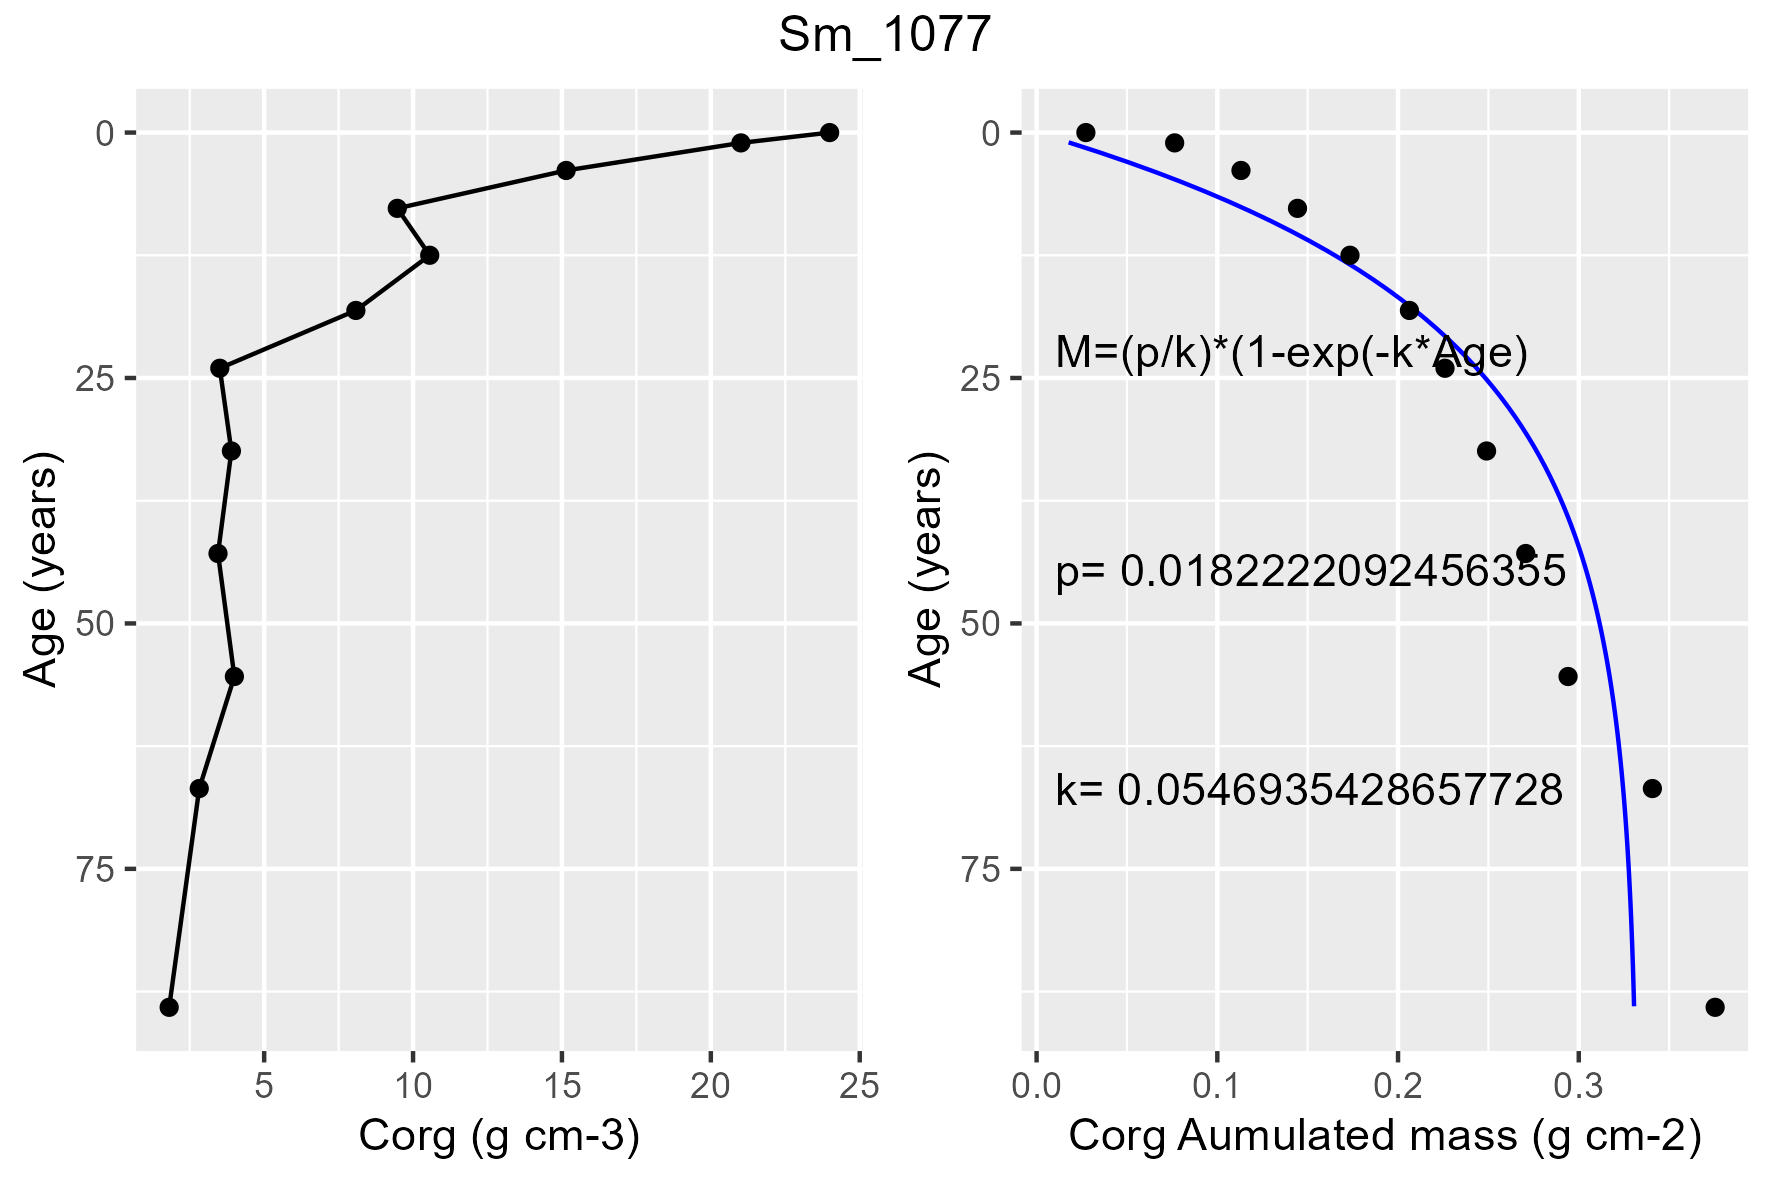 Sm_1077
0
25
50
75
Age (years)
5 10 15 20 25
Corg (g cm-3)
0
25
50
75
Age (years)
M=(p/k)*(1-exp(-k*Age)
p= 0.0182222092456355
k= 0.0546935428657728
0.0 0.1 0.2 0.3
Corg Aumulated mass (g cm-2)